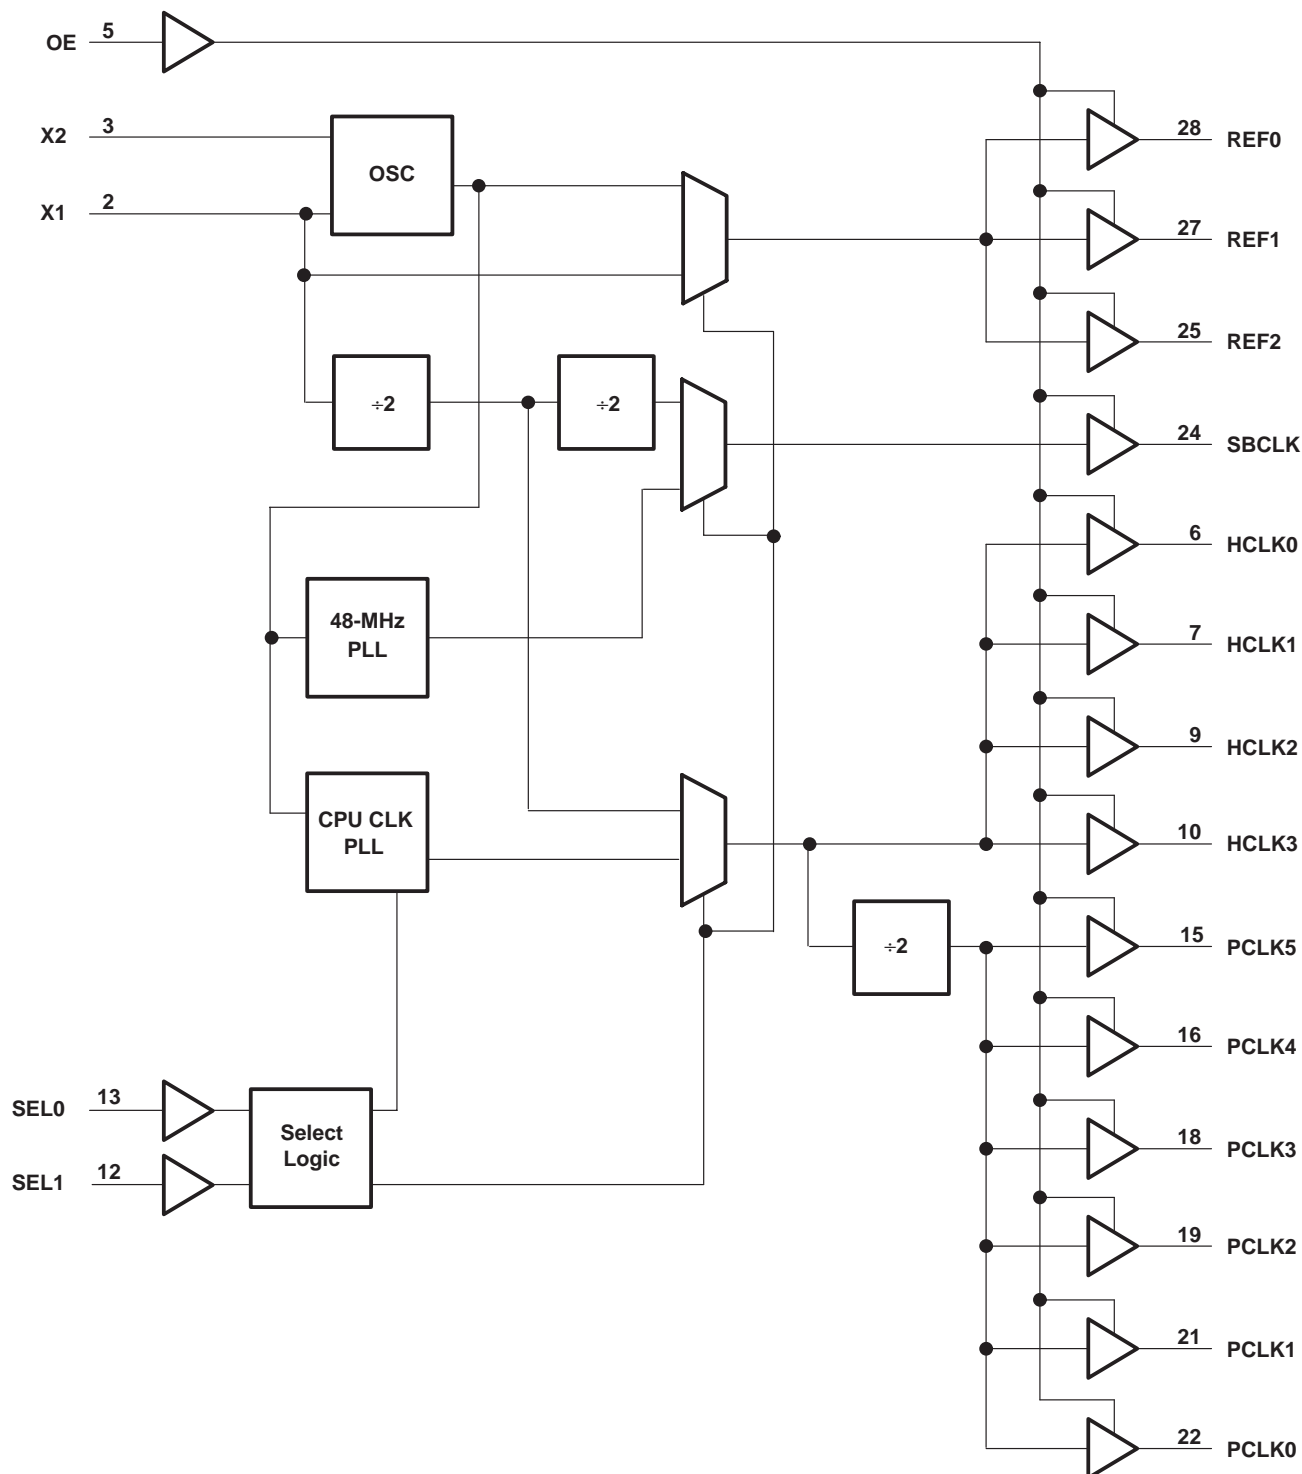 OE 5
28 REF0
X2 3
OSC
X1 2
27 REF1
25 REF2
÷2
÷2
24 SBCLK
6 HCLK0
48-MHz
PLL
7 HCLK1
9 HCLK2
CPU CLK
PLL
10 HCLK3
÷2
15 PCLK5
16 PCLK4
SEL0 13
Select
Logic
18 PCLK3
SEL1 12
19 PCLK2
21 PCLK1
22 PCLK0